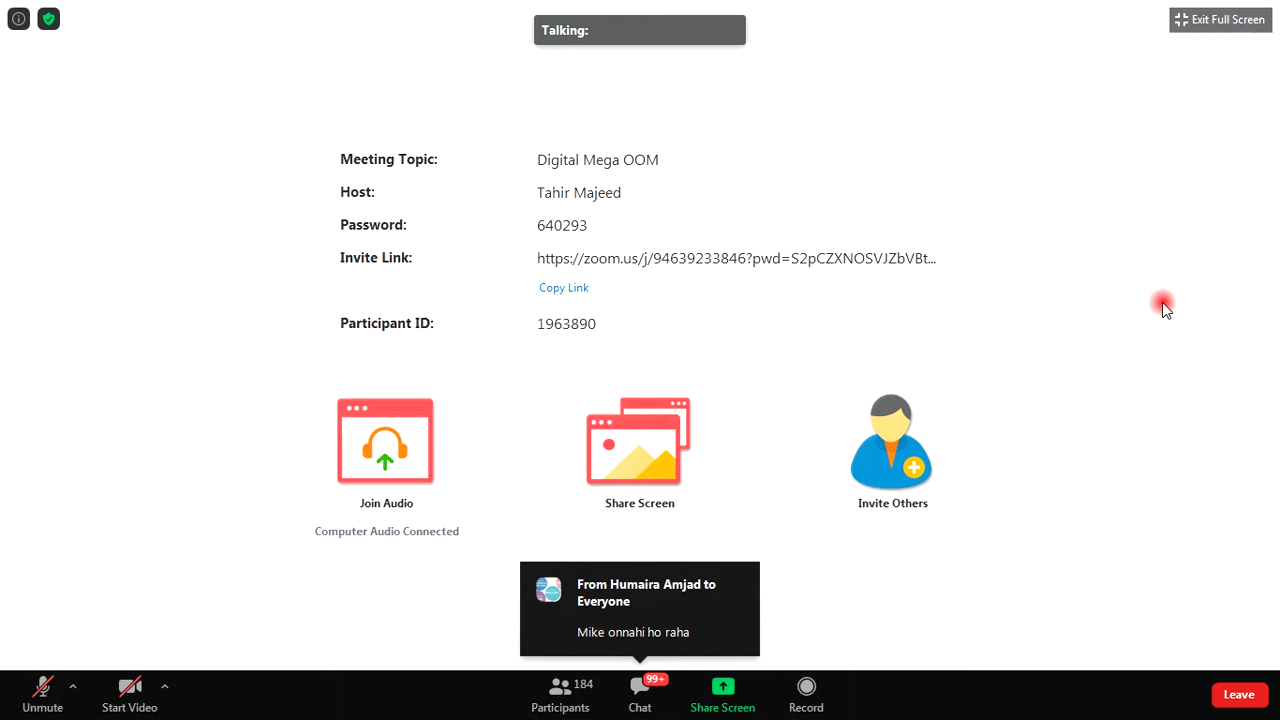 Talking:
Exit Full Screen
Meeting Topic: Digital Mega OOM
Host: Tahir Majeed
Password: 640293
Invite Link: https://zoom.us/j/94639233846?pwd=S2pCZXNOSVJZbVBt...
Copy Link
Participant ID: 1963890
Join Audio Share Screen Invite Others
Computer Audio Connected
From Humaira Amjad to
Everyone
Mike onnahi ho raha
184 99+
Unmute Start Video Participants Chat Share Screen Record Leave